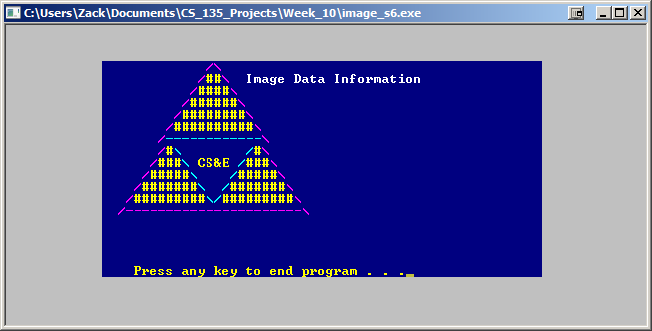 C:\Users\Zack\Documents\CS_135_Projects\Week_10\image_s6.exe
/\
/##\ Image Data Information
/####\
/######\
/########\
/##########\
/------------\
/#\ /#\
/###\ CS&E /###\
/#####\ /#####\
/#######\ /#######\
/#########\/#########\
/----------------------\
Press any key to end program . . ._